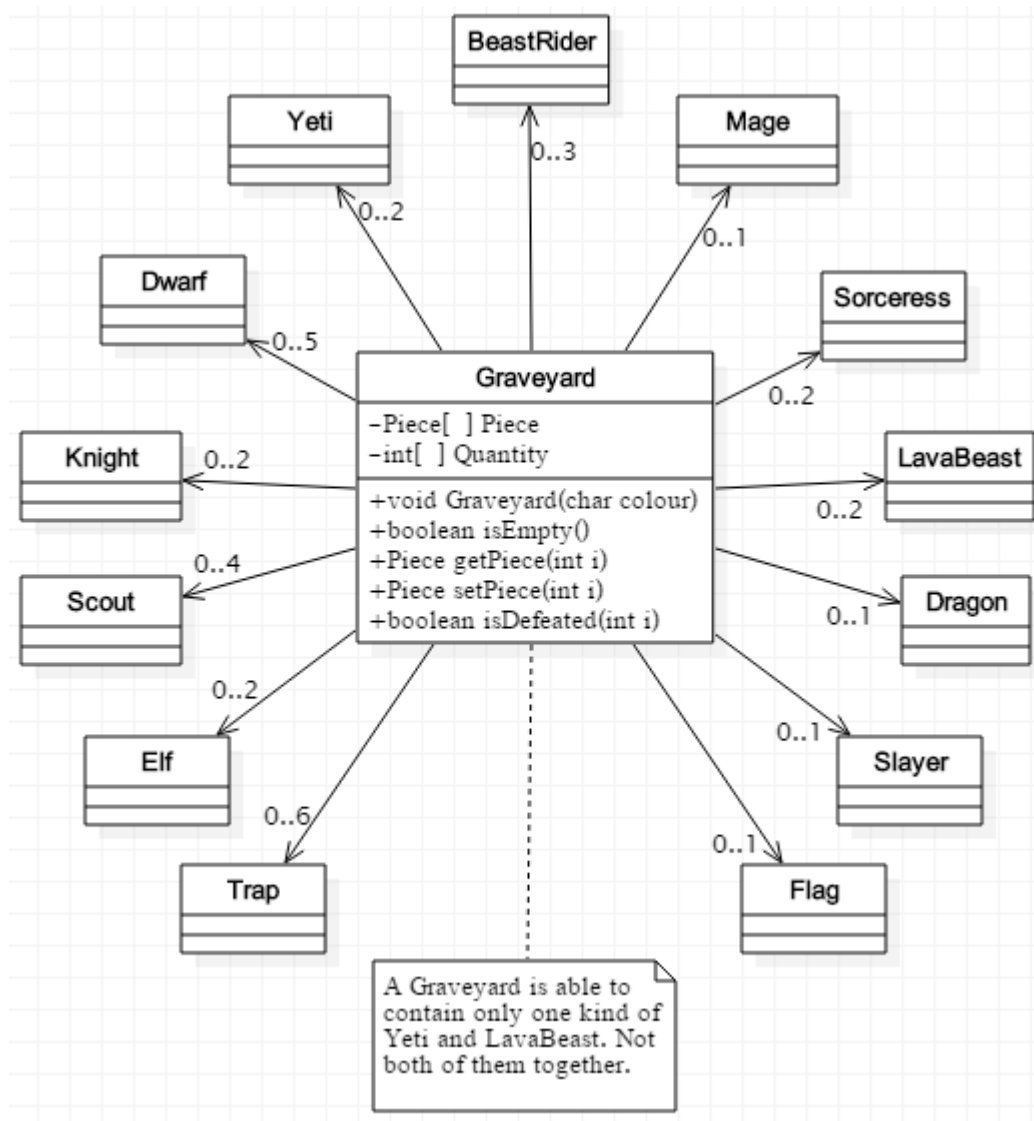 BeastRider
Yeti
Mage
0..3
0..2
0..1
Dwarf
Sorceress
0..5
Graveyard
0..2
-Piece[ ] Piece
-int[ ] Quantity
Knight
0..2
LavaBeast
+void Graveyard(char colour)
0..2
+boolean isEmpty()
+Piece getPiece(int i)
0..4
+Piece setPiece(int i)
Scout
Dragon
0..1
+boolean isDefeated(int i)
0..2
0..1
Elf
Slayer
0..6
0..1
Trap
Flag
A Graveyard is able to
contain only one kind of
Yeti and LavaBeast. Not
both of them together.